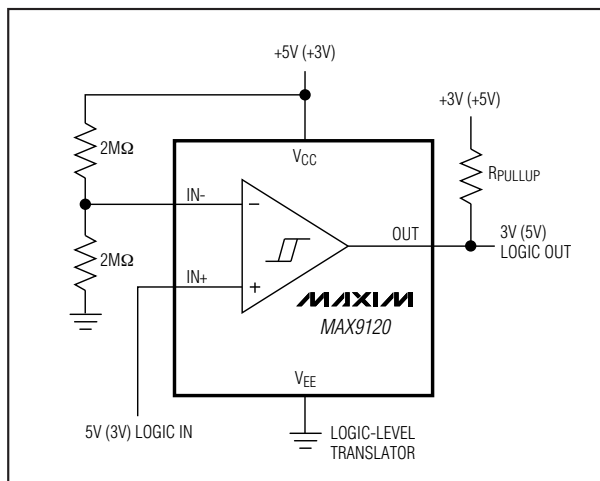 +5V (+3V)
+3V (+5V)
2MΩ
VCC
RPULLUP
IN-
−
OUT
3V (5V)
LOGIC OUT
2MΩ
IN+
+
MAXIM
MAX9120
VEE
5V (3V) LOGIC IN
LOGIC-LEVEL
TRANSLATOR